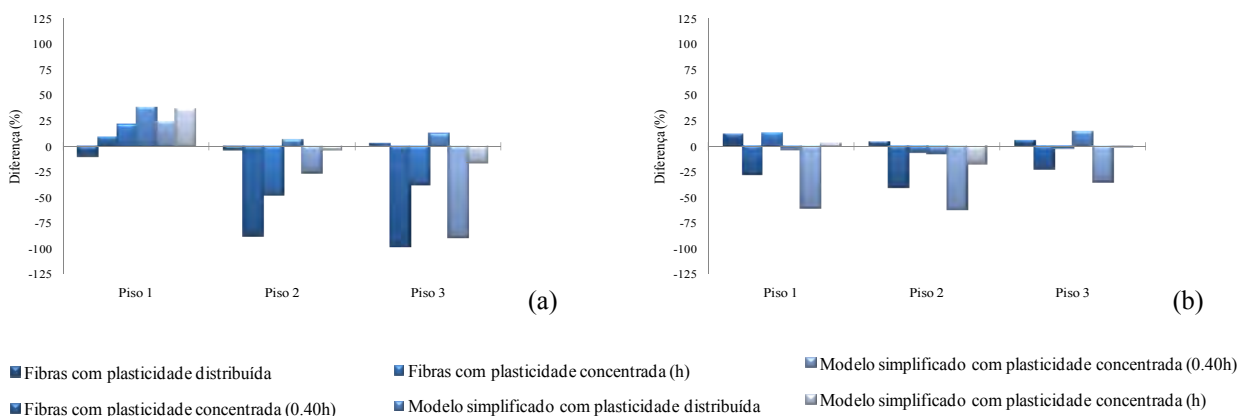 125
100
75
50
25
0
-25
-50
-75
-100
-125
Diferença (%)
Piso 1 Piso 2 Piso 3
(a)
125
100
75
50
25
0
-25
-50
-75
-100
-125
Diferença (%)
Piso 1 Piso 2 Piso 3
(b)
Fibras com plasticidade distribuída
Fibras com plasticidade concentrada (0.40h)
Fibras com plasticidade concentrada (h)
Modelo simplificado com plasticidade distribuída
Modelo simplificado com plasticidade concentrada (0.40h)
Modelo simplificado com plasticidade concentrada (h)